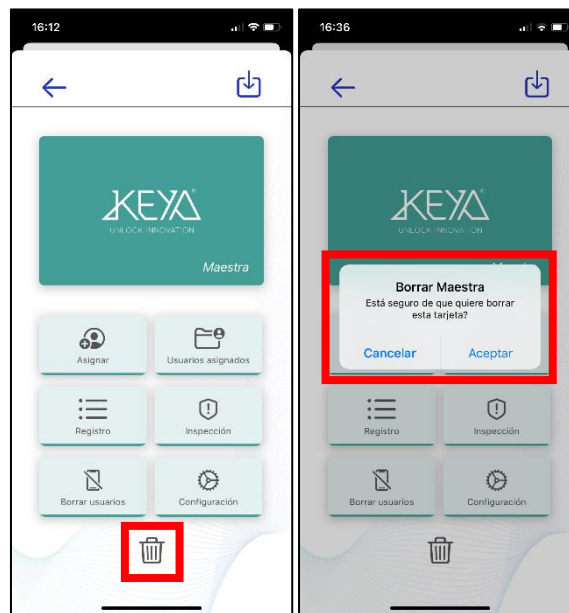 16:12
KEYA
UNLOCK INNOVATION
Maestra
Asignar
Usuarios asignados
Registro
Inspección
Borrar usuarios
Configuración
16:36
KEYA
UNLOCK INNOVATION
Borrar Maestra
Está seguro de que quiere borrar
esta tarjeta?
Cancelar
Aceptar
Registro
Inspección
Borrar usuarios
Configuración